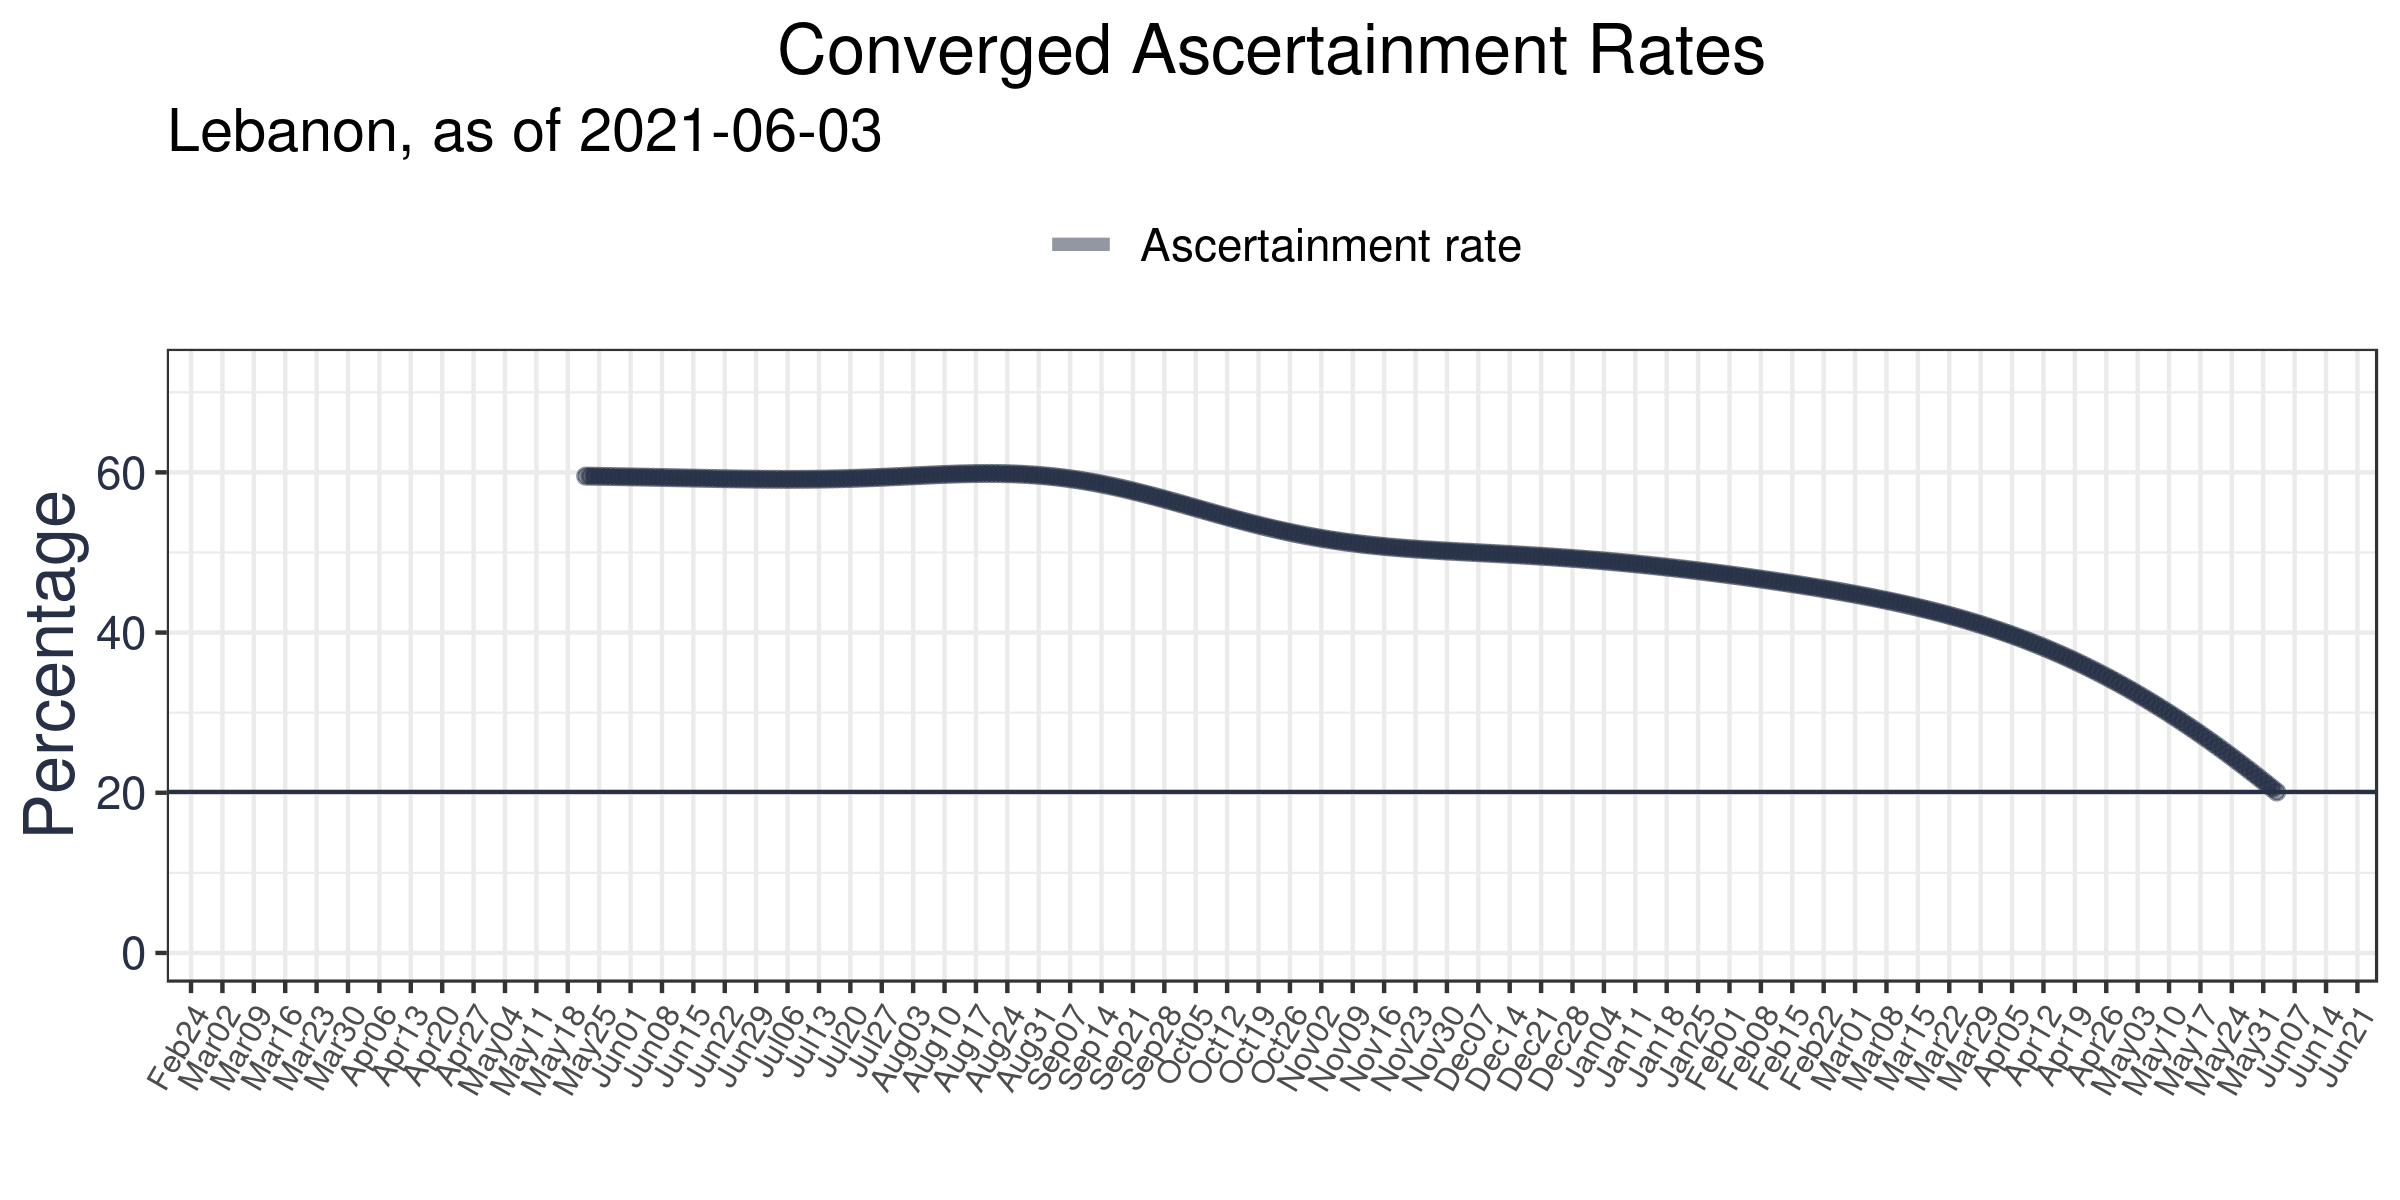 Converged Ascertainment Rates
Lebanon, as of 2021-06-03
Ascertainment rate
Percentage
60
40
20
0
Feb24 Mar02 Mar09 Mar16 Mar23 Mar30 Apr06 Apr13 Apr20 Apr27 May04 May11 May18 May25 Jun01 Jun08 Jun15 Jun22 Jun29 Jul06 Jul13 Jul20 Jul27 Aug03 Aug10 Aug17 Aug24 Aug31 Sep07 Sep14 Sep21 Sep28 Oct05 Oct12 Oct19 Oct26 Nov02 Nov09 Nov16 Nov23 Nov30 Dec07 Dec14 Dec21 Dec28 Jan04 Jan11 Jan18 Jan25 Feb01 Feb08 Feb15 Feb22 Mar01 Mar08 Mar15 Mar22 Mar29 Apr05 Apr12 Apr19 Apr26 May03 May10 May17 May24 May31 Jun07 Jun14 Jun21